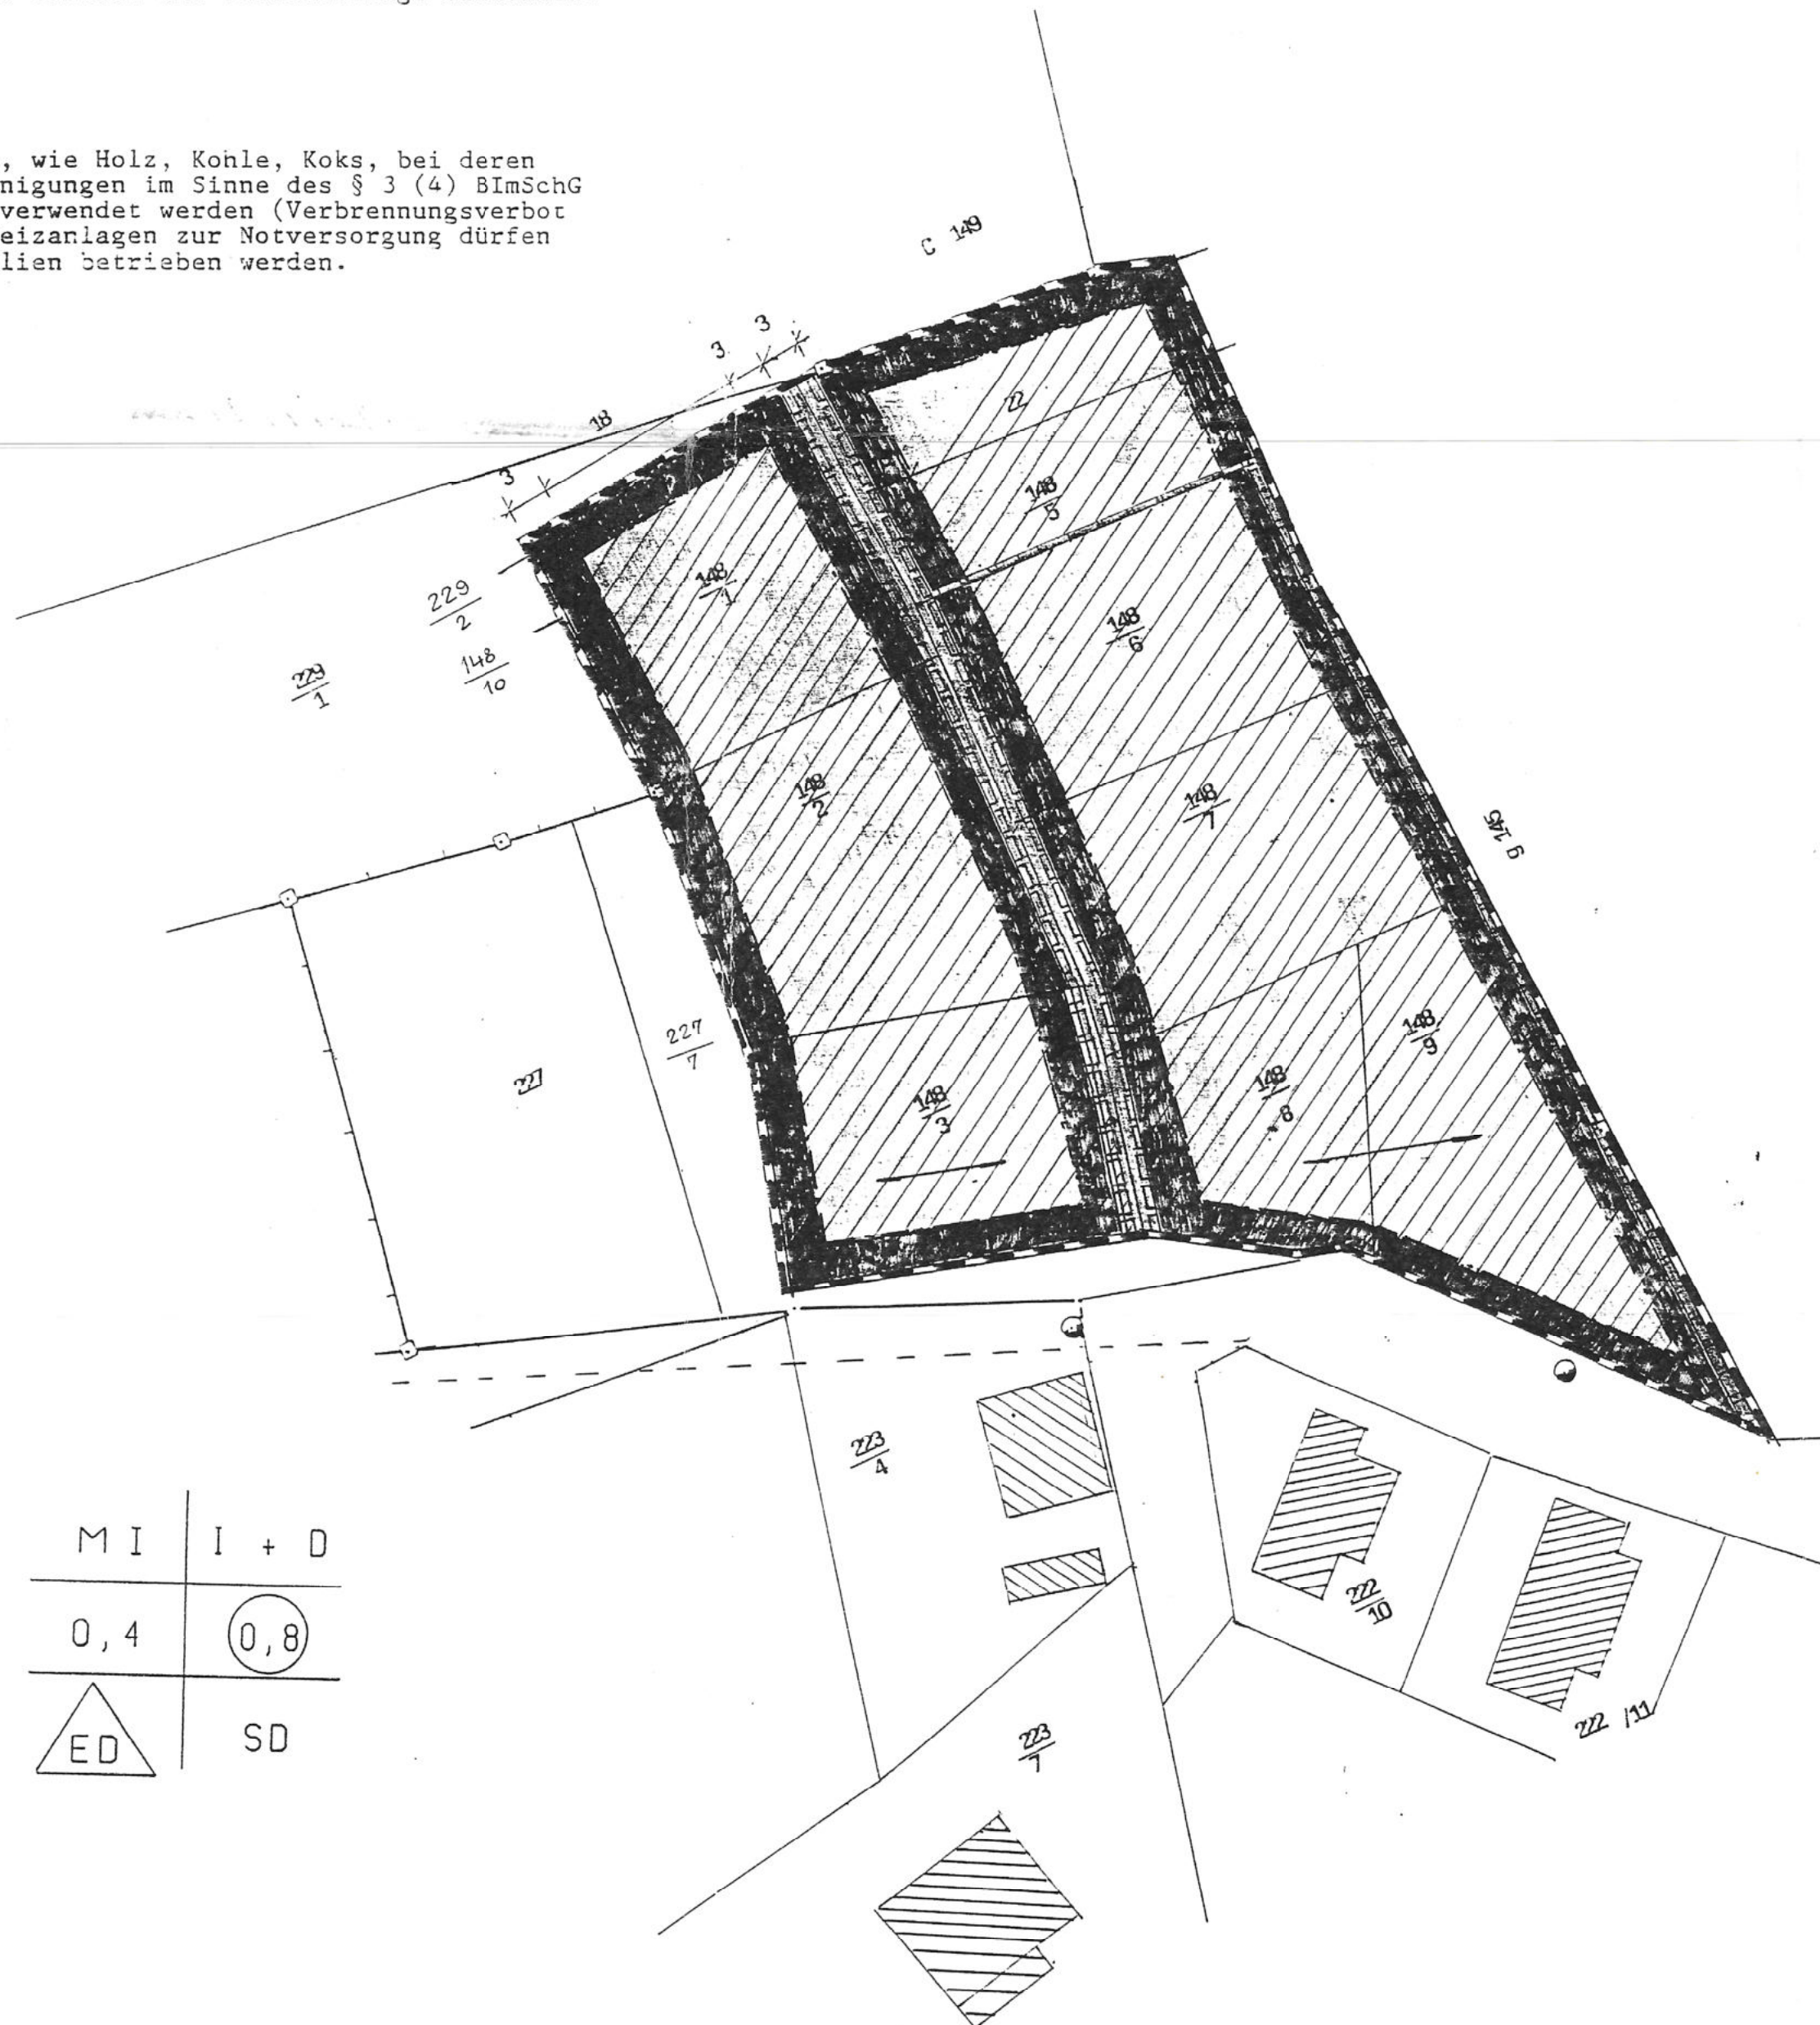 , wie Holz, Kohle, Koks, bei deren
nigungen im Sinne des § 3 (4) BImSchG
verwendet werden (Verbrennungsverbot
eizanlagen zur Notversorgung dürfen
lien betrieben werden.
C 149
3
3
18
3
22
148/5
148/1
229/2
148/10
229/1
148/6
148/2
148/7
g 145
227/7
227
148/3
148/9
148/8
223/4
222/10
222 /11
223/7
M I I + D
0,4 0,8
ED SD